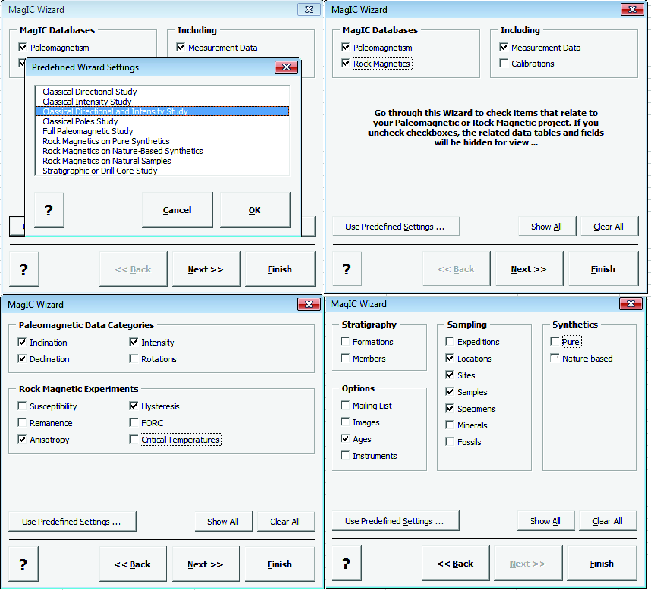 MagIC Wizard
MagIC Databases
Including
Paleomagnetism
Measurement Data
Predefined Wizard Settings
Classical Directional Study
Classical Intensity Study
Classical Directional and Intensity Study
Classical Poles Study
Full Paleomagnetic Study
Rock Magnetics on Pure Synthetics
Rock Magnetics on Nature-Based Synthetics
Rock Magnetics on Natural Samples
Stratigraphic or Drill Core Study
?
Cancel
OK
?
<< Back
Next >>
Finish
MagIC Wizard
MagIC Databases
Including
Paleomagnetism
Measurement Data
Rock Magnetics
Calibrations
Go through this Wizard to check items that relate to
your Paleomagnetic or Rock Magnetic project. If you
uncheck checkboxes, the related data tables and fields
will be hidden for view ...
Use Predefined Settings ...
Show All
Clear All
?
<< Back
Next >>
Finish
MagIC Wizard
Paleomagnetic Data Categories
Inclination
Intensity
Declination
Rotations
Rock Magnetic Experiments
Susceptibility
Hysteresis
Remanence
FORC
Anisotropy
Critical Temperatures
Use Predefined Settings ...
Show All
Clear All
?
<< Back
Next >>
Finish
MagIC Wizard
Stratigraphy
Formations
Members
Options
Mailing List
Images
Ages
Instruments
Sampling
Expeditions
Locations
Sites
Samples
Specimens
Minerals
Fossils
Synthetics
Pure
Nature-based
Use Predefined Settings ...
Show All
Clear All
?
<< Back
Next >>
Finish